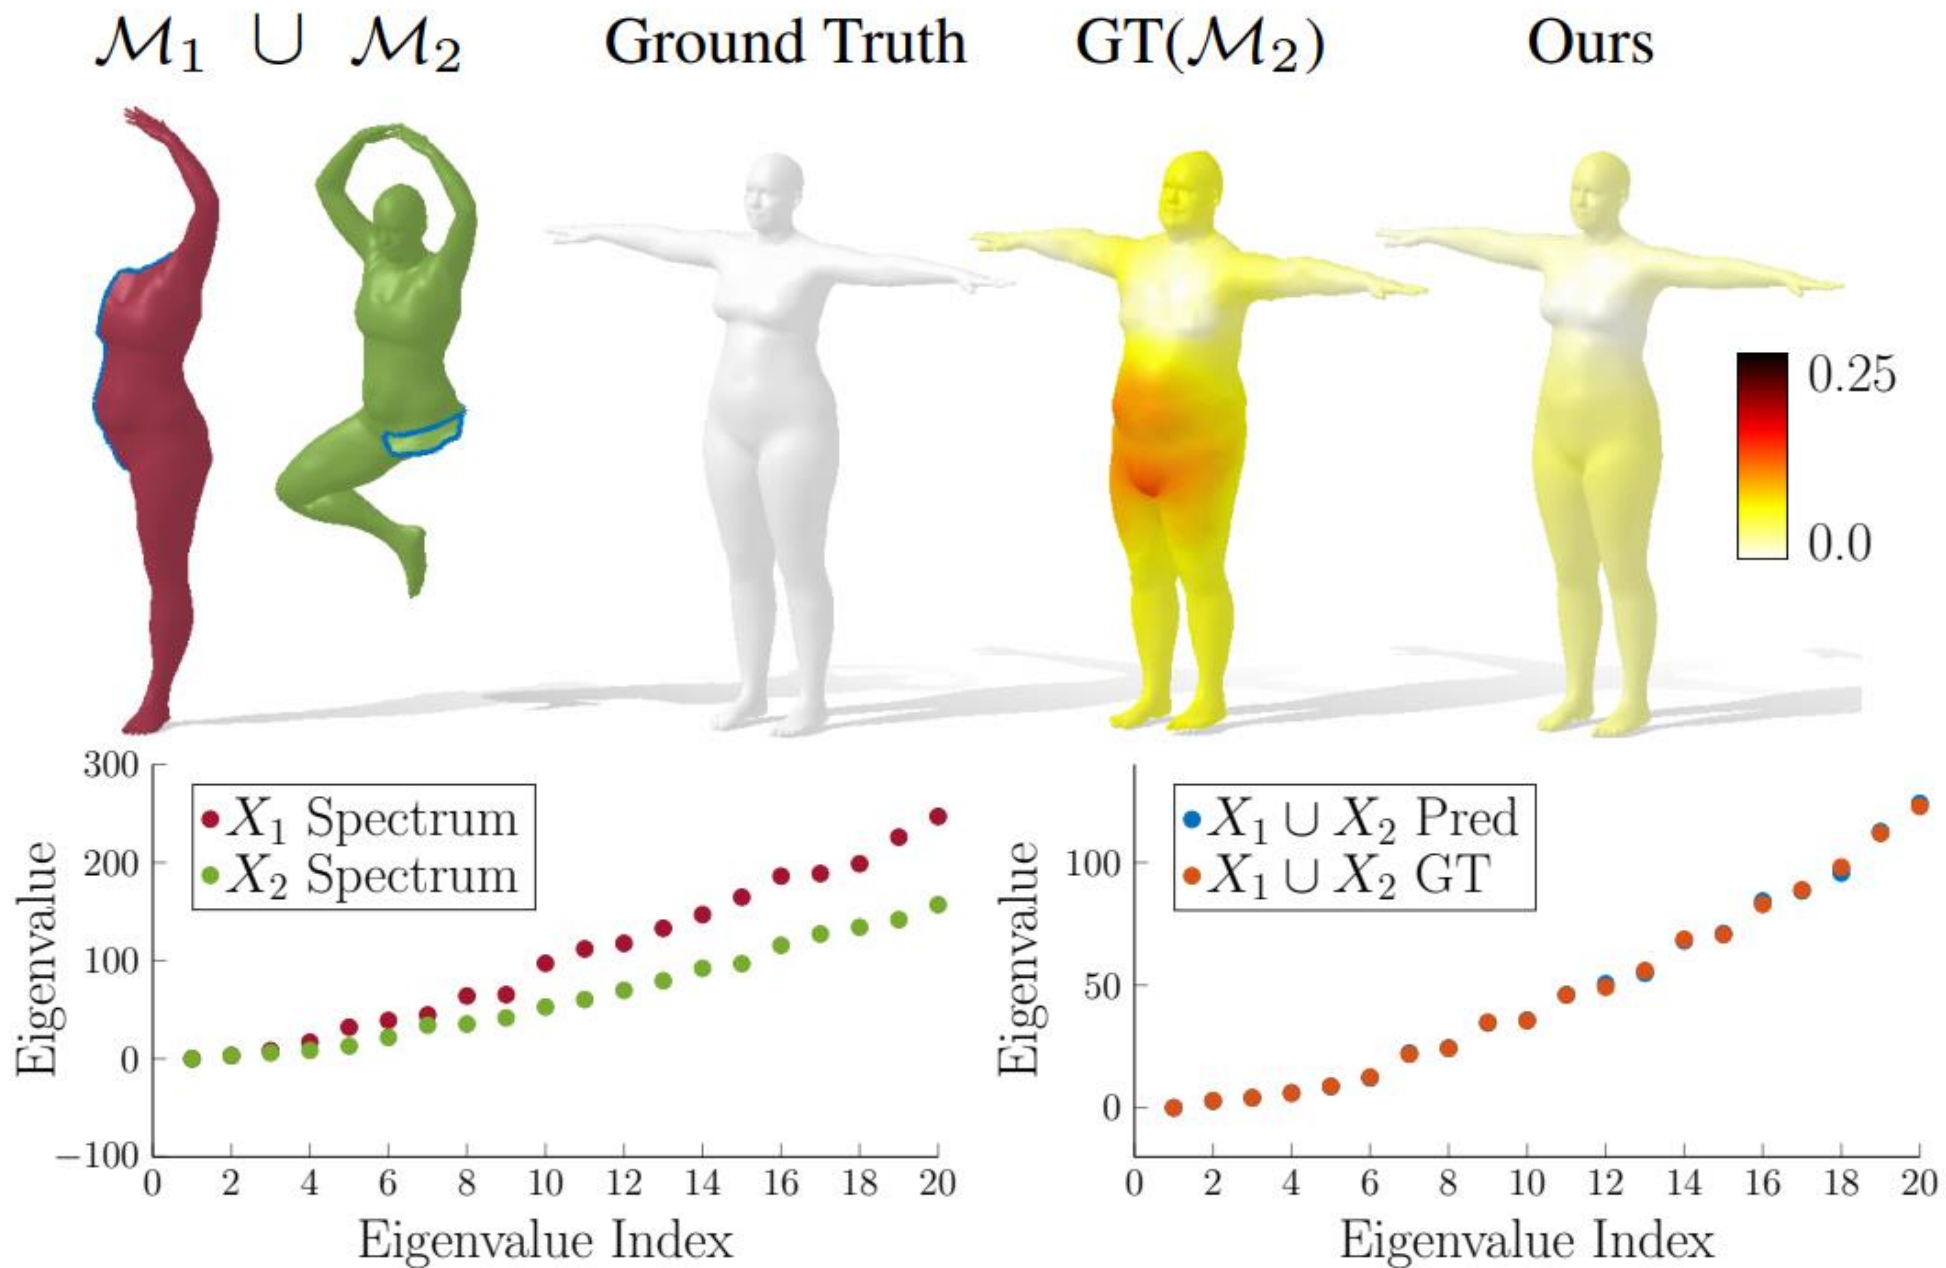 M₁ ∪ M₂ Ground Truth GT(M₂) Ours
0.25
0.0
300
200
100
0
−100
Eigenvalue
X₁ Spectrum
X₂ Spectrum
0 2 4 6 8 10 12 14 16 18 20
Eigenvalue Index
100
50
0
Eigenvalue
X₁ ∪ X₂ Pred
X₁ ∪ X₂ GT
0 2 4 6 8 10 12 14 16 18 20
Eigenvalue Index